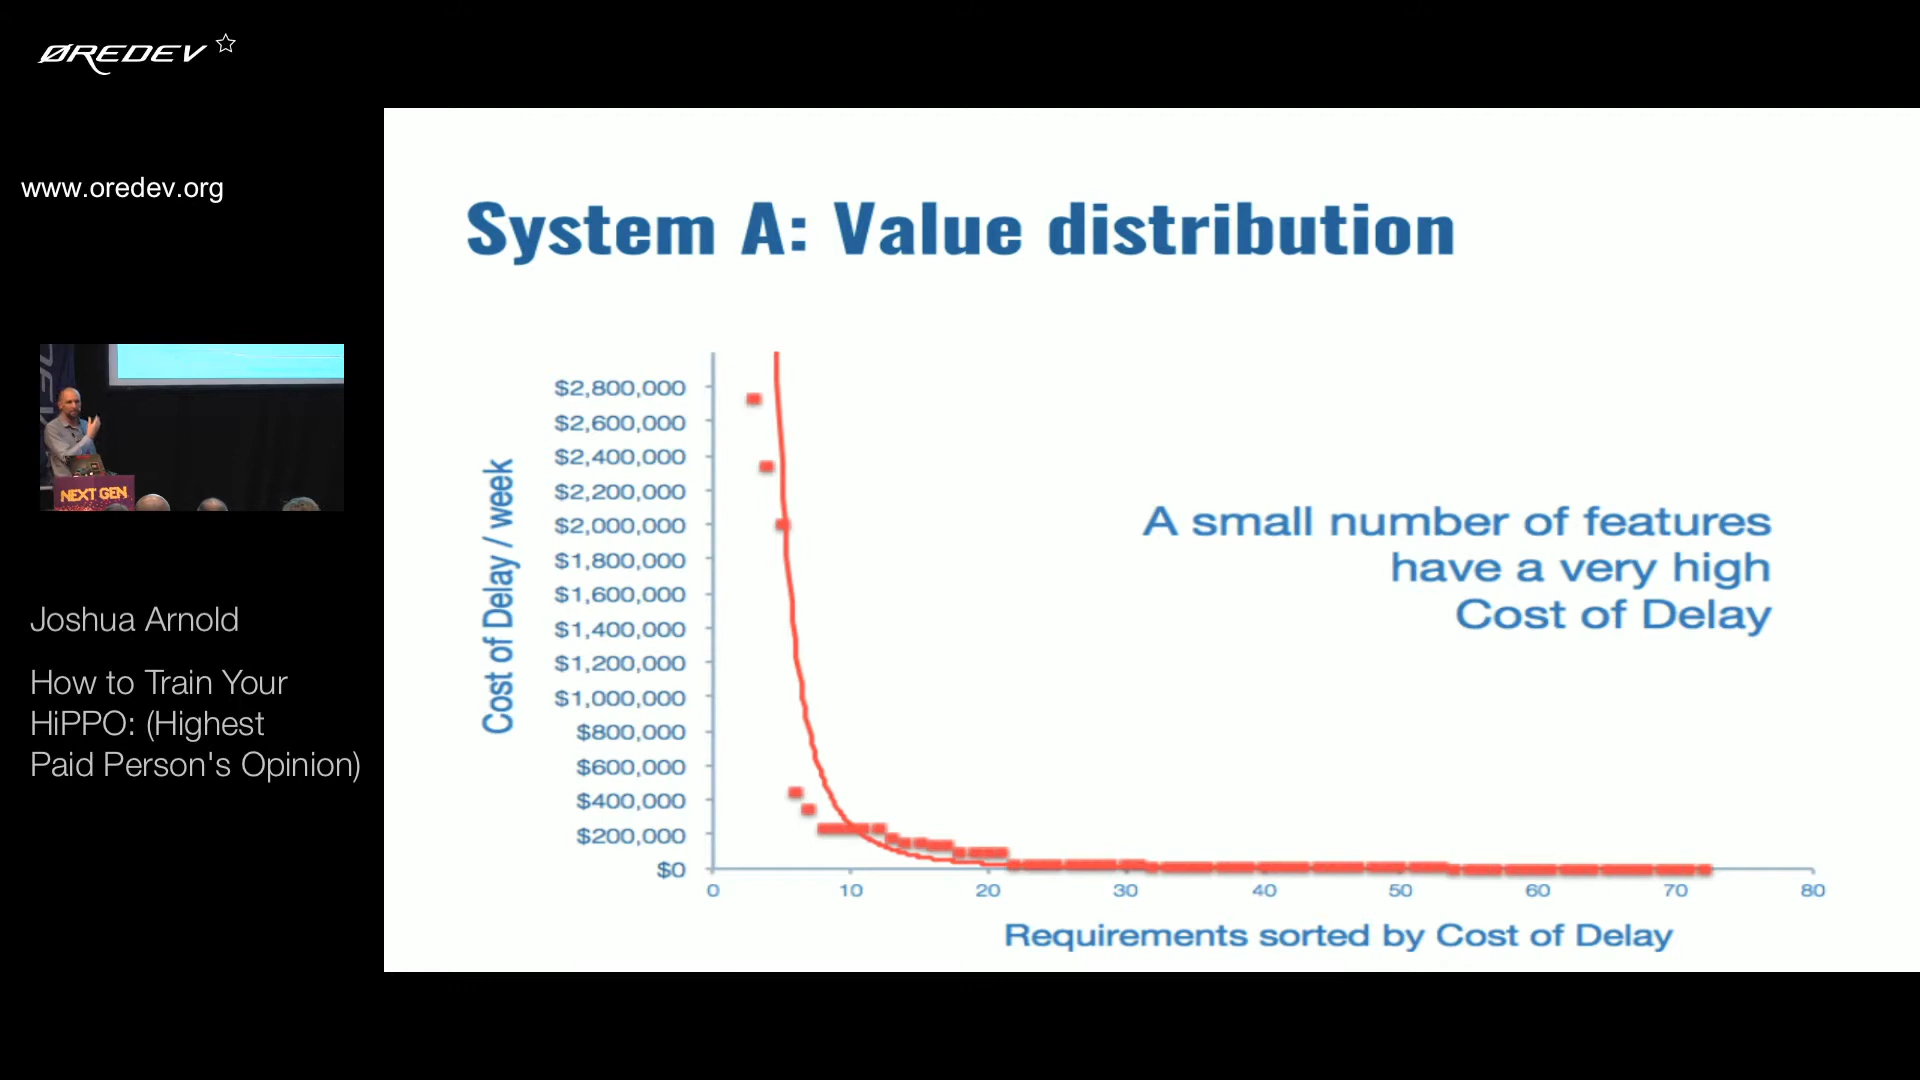 ØREDEV
www.oredev.org
NEXT GEN
Joshua Arnold
How to Train Your
HiPPO: (Highest
Paid Person's Opinion)
System A: Value distribution
Cost of Delay / week
$2,800,000
$2,600,000
$2,400,000
$2,200,000
$2,000,000
$1,800,000
$1,600,000
$1,400,000
$1,200,000
$1,000,000
$800,000
$600,000
$400,000
$200,000
$0
0 10 20 30 40 50 60 70 80
Requirements sorted by Cost of Delay
A small number of features
have a very high
Cost of Delay